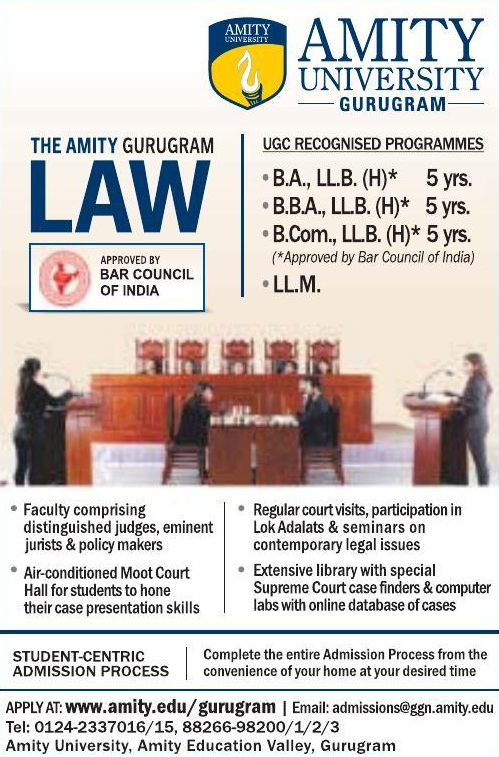 AMITY
UNIVERSITY
AMITY
UNIVERSITY
GURUGRAM
THE AMITY GURUGRAM
LAW
APPROVED BY
BAR COUNCIL
OF INDIA
UGC RECOGNISED PROGRAMMES
• B.A., LL.B. (H)* 5 yrs.
• B.B.A., LL.B. (H)* 5 yrs.
• B.Com., LL.B. (H)* 5 yrs.
(*Approved by Bar Council of India)
• LL.M.
• Faculty comprising
distinguished judges, eminent
jurists & policy makers
• Air-conditioned Moot Court
Hall for students to hone
their case presentation skills
• Regular court visits, participation in
Lok Adalats & seminars on
contemporary legal issues
• Extensive library with special
Supreme Court case finders & computer
labs with online database of cases
STUDENT-CENTRIC
ADMISSION PROCESS
Complete the entire Admission Process from the
convenience of your home at your desired time
APPLY AT: www.amity.edu/gurugram | Email: admissions@ggn.amity.edu
Tel: 0124-2337016/15, 88266-98200/1/2/3
Amity University, Amity Education Valley, Gurugram